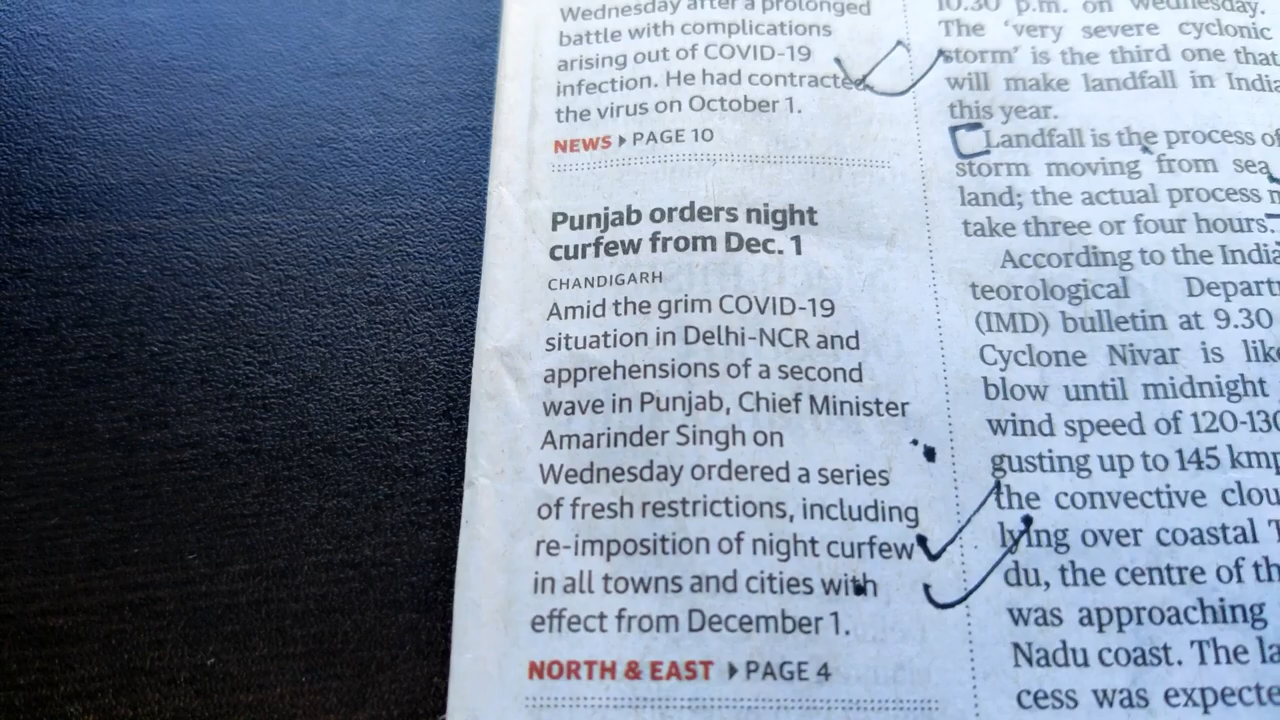 Wednesday after a prolonged
battle with complications
arising out of COVID-19
infection. He had contracted
the virus on October 1.
NEWS PAGE 10
Punjab orders night
curfew from Dec. 1
CHANDIGARH
Amid the grim COVID-19
situation in Delhi-NCR and
apprehensions of a second
wave in Punjab, Chief Minister
Amarinder Singh on
Wednesday ordered a series
of fresh restrictions, including
re-imposition of night curfew
in all towns and cities with
effect from December 1.
NORTH & EAST PAGE 4
10.30 p.m. on Wednesday.
The 'very severe cyclonic
storm' is the third one that
will make landfall in India
this year.
Landfall is the process of
storm moving from sea
land; the actual process
take three or four hours.
According to the India
teorological Depart
(IMD) bulletin at 9.30
Cyclone Nivar is like
blow until midnight
wind speed of 120-130
gusting up to 145 kmp
the convective clou
lying over coastal T
du, the centre of th
was approaching
Nadu coast. The la
cess was expecte